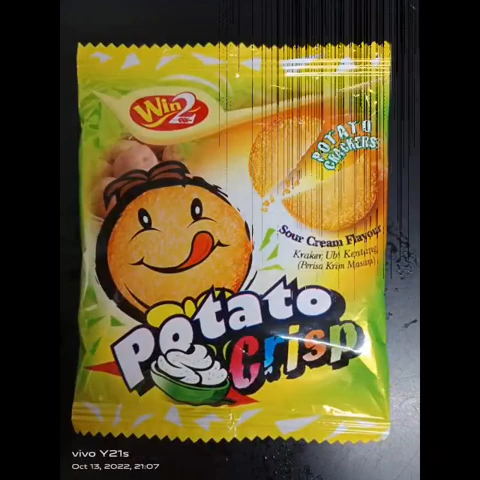 Win2
POTATO
CRACKERS
Sour Cream Flavour
Kraker Ubi Kentang
(Perisa Krim Masam)
Potato
Crisp
vivo Y21s
Oct 13, 2022, 21:07